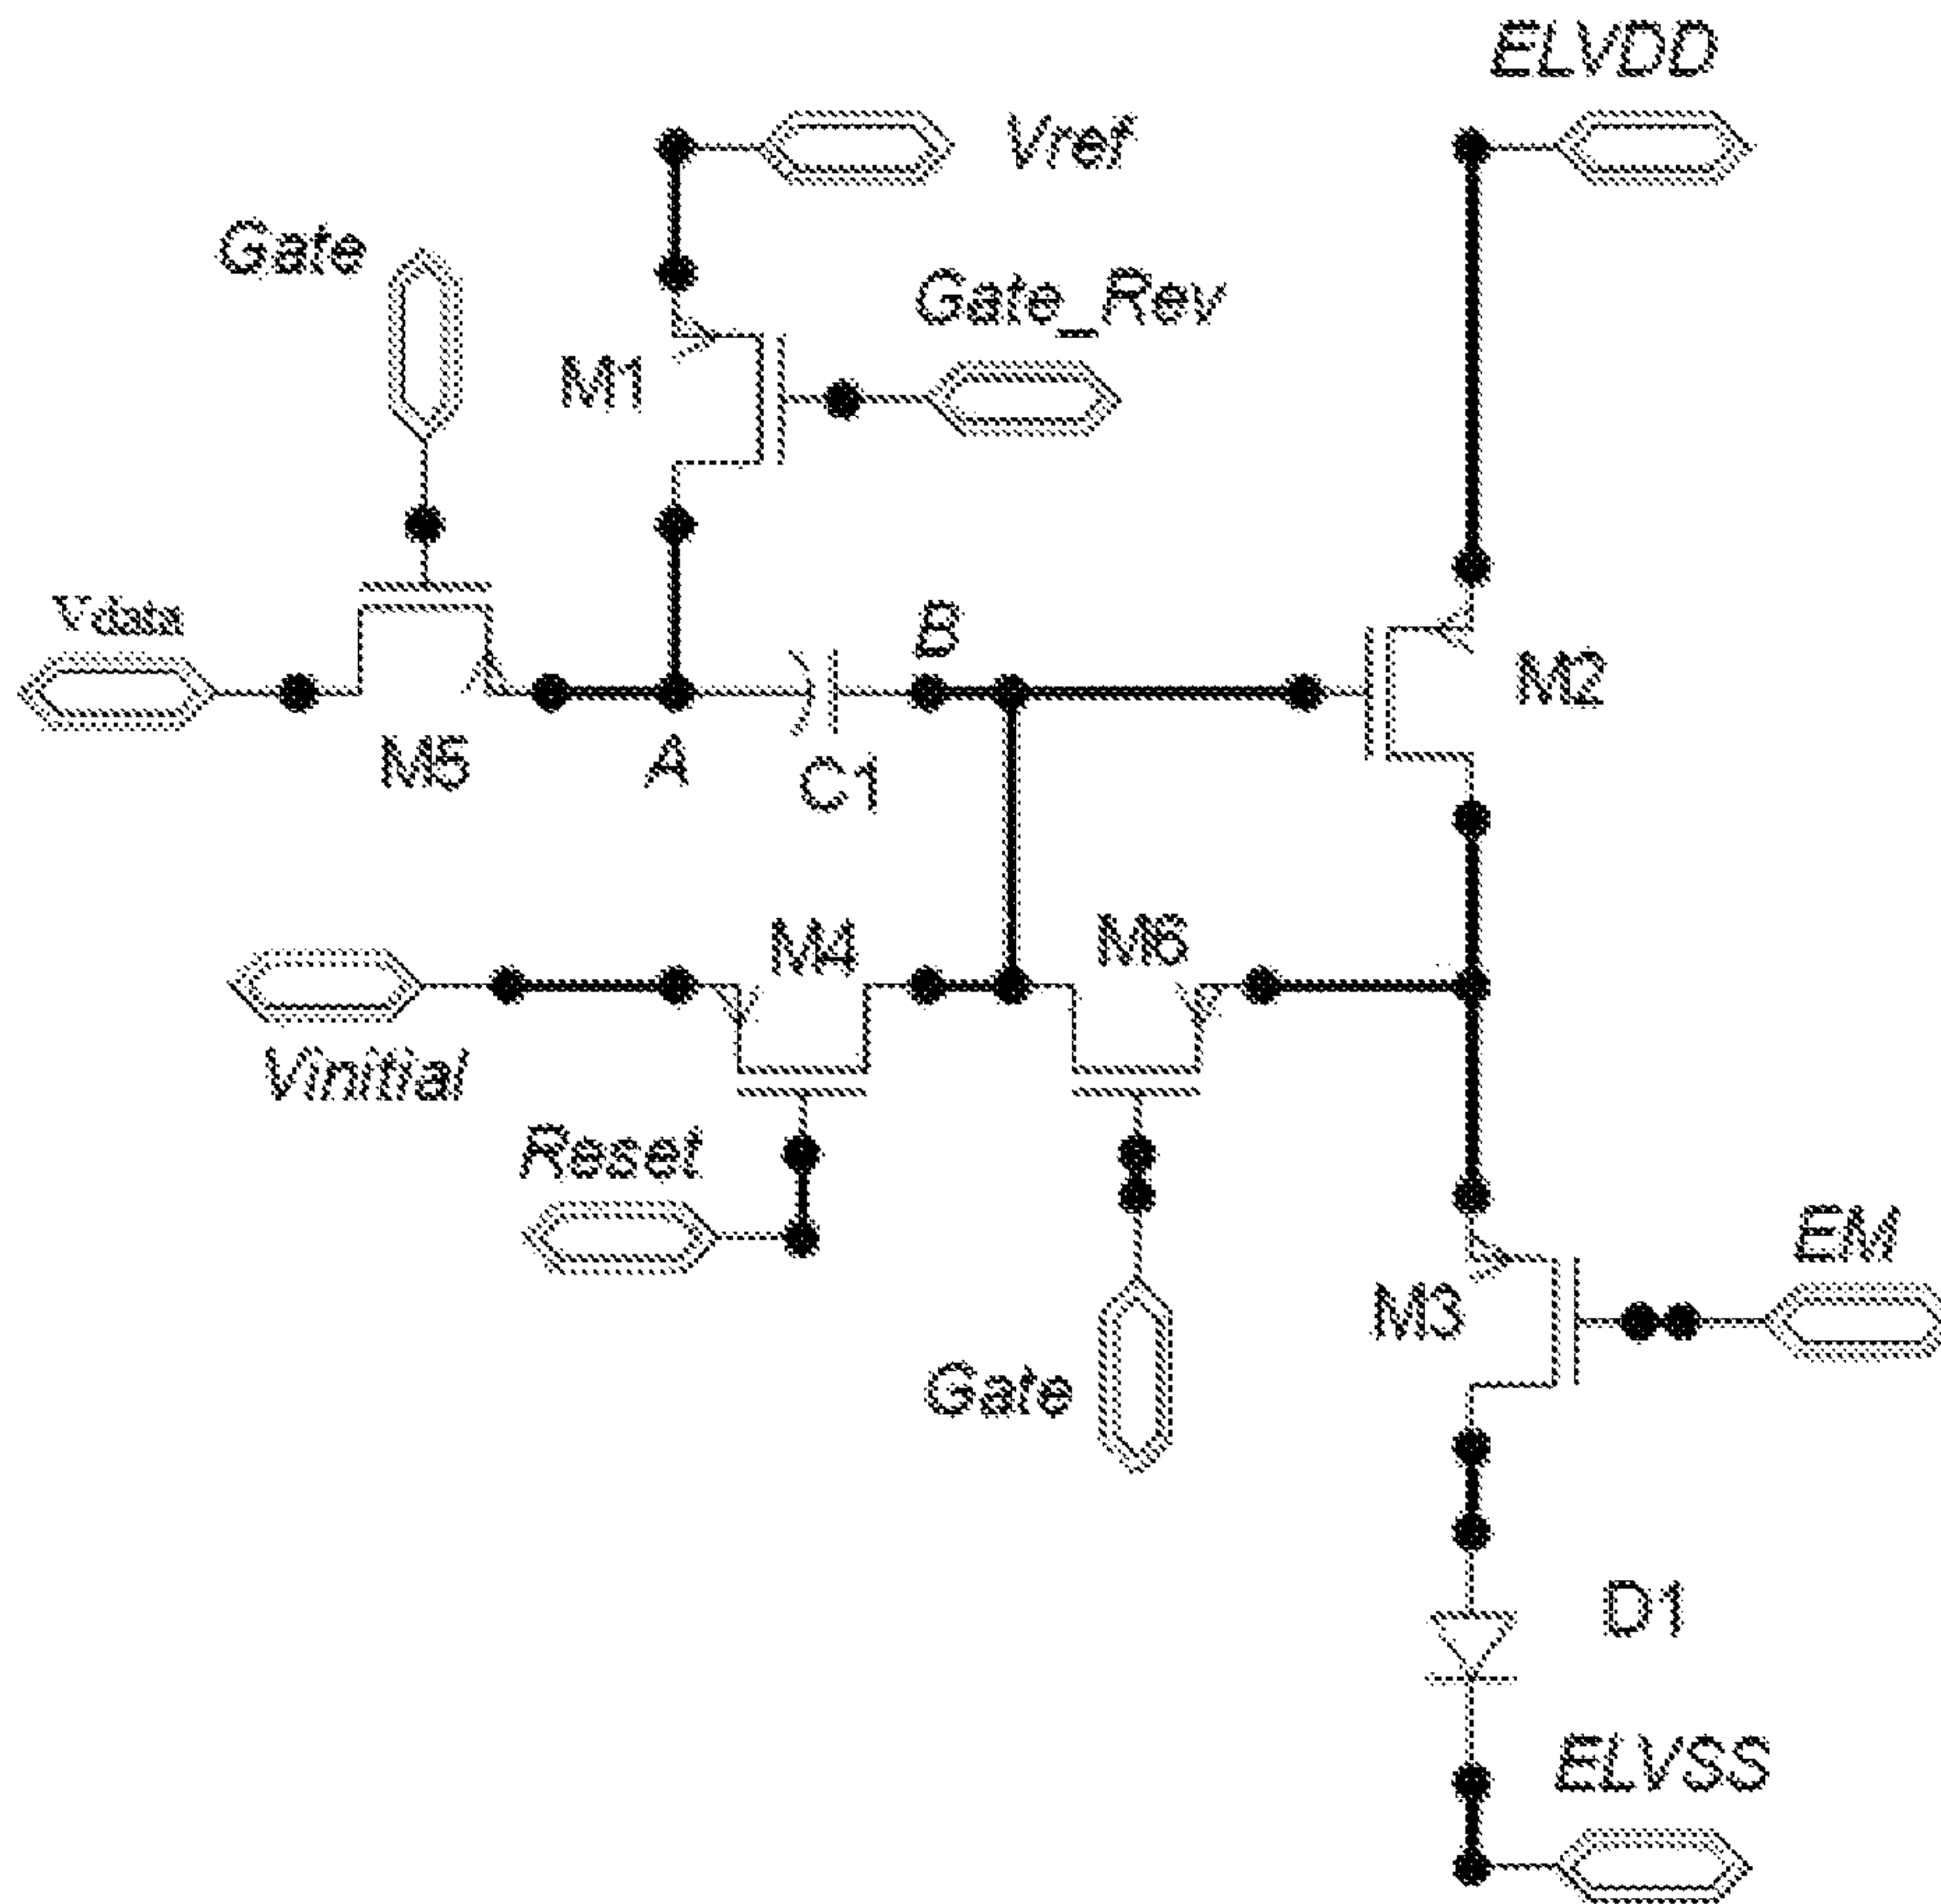 ELVDD
Vref
Gate
Gate_Rev
M1
Vdata
B
M2
M5
A
C1
M4
M6
Vinitial
Reset
EM
M3
Gate
D1
ELVSS